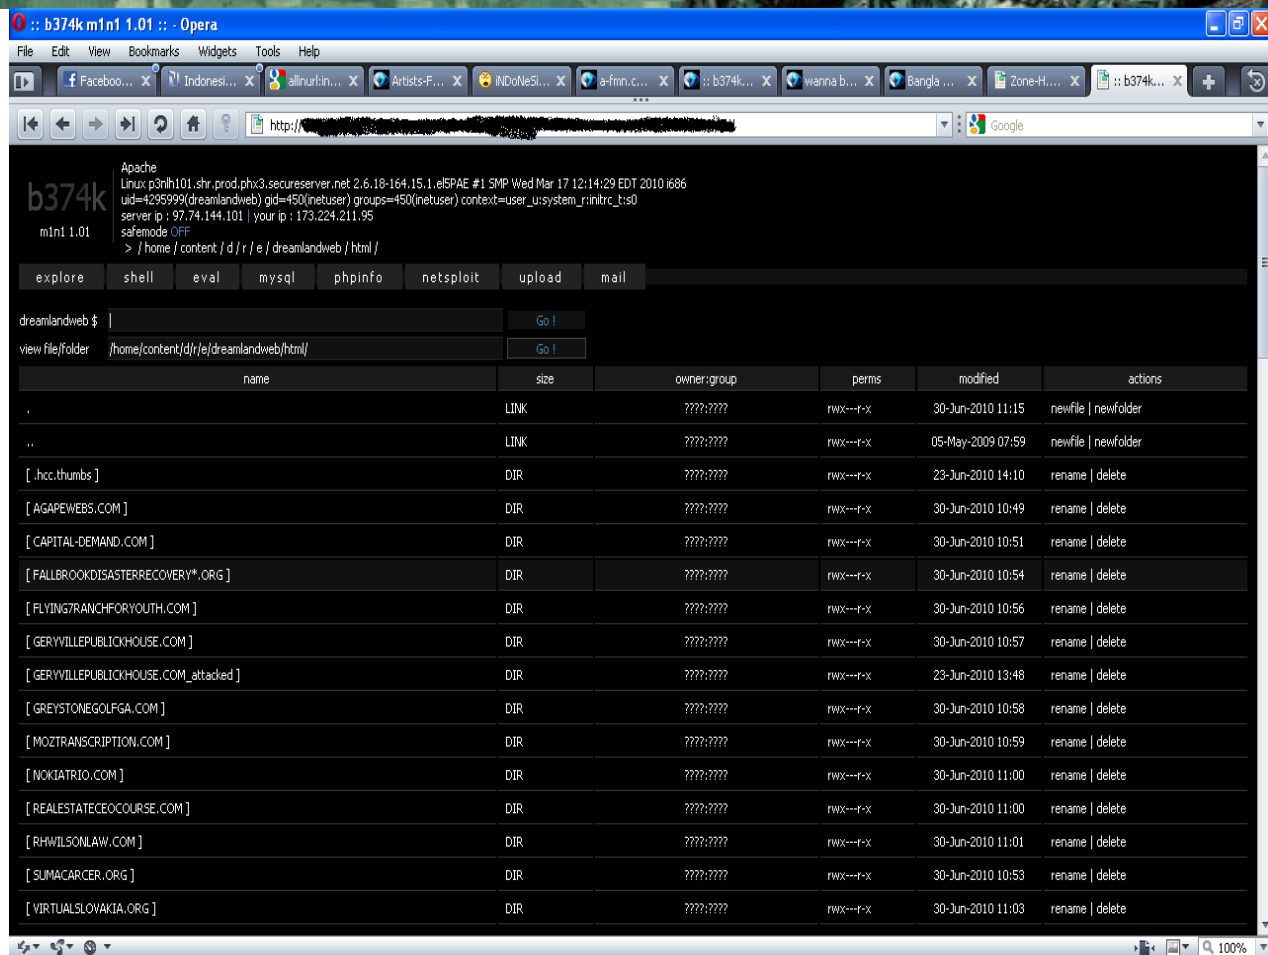 :: b374k m1n1 1.01 :: - Opera
File Edit View Bookmarks Widgets Tools Help
Faceboo... X Indonesi... X allinurl:in... X Artists-F... X iNDoNeSi... X a-fmn.c... X :: b374k... X wanna b... X Bangla ... X Zone-H.... X :: b374k... X
http:// Google
Apache
Linux p3nlh101.shr.prod.phx3.secureserver.net 2.6.18-164.15.1.el5PAE #1 SMP Wed Mar 17 12:14:29 EDT 2010 i686
b374k
m1n1 1.01
uid=4295999(dreamlandweb) gid=450(inetuser) groups=450(inetuser) context=user_u:system_r:initrc_t:s0
server ip : 97.74.144.101 | your ip : 173.224.211.95
safemode OFF
> / home / content / d / r / e / dreamlandweb / html /
explore shell eval mysql phpinfo netsploit upload mail
dreamlandweb $ Go !
view file/folder /home/content/d/r/e/dreamlandweb/html/ Go !
name size owner:group perms modified actions
. LINK ????:???? rwx---r-x 30-Jun-2010 11:15 newfile | newfolder
.. LINK ????:???? rwx---r-x 05-May-2009 07:59 newfile | newfolder
[ .hcc.thumbs ] DIR ????:???? rwx---r-x 23-Jun-2010 14:10 rename | delete
[ AGAPEWEBS.COM ] DIR ????:???? rwx---r-x 30-Jun-2010 10:49 rename | delete
[ CAPITAL-DEMAND.COM ] DIR ????:???? rwx---r-x 30-Jun-2010 10:51 rename | delete
[ FALLBROOKDISASTERRECOVERY*.ORG ] DIR ????:???? rwx---r-x 30-Jun-2010 10:54 rename | delete
[ FLYING7RANCHFORYOUTH.COM ] DIR ????:???? rwx---r-x 30-Jun-2010 10:56 rename | delete
[ GERYVILLEPUBLICKHOUSE.COM ] DIR ????:???? rwx---r-x 30-Jun-2010 10:57 rename | delete
[ GERYVILLEPUBLICKHOUSE.COM_attacked ] DIR ????:???? rwx---r-x 23-Jun-2010 13:48 rename | delete
[ GREYSTONEGOLFGA.COM ] DIR ????:???? rwx---r-x 30-Jun-2010 10:58 rename | delete
[ MOZTRANSCRIPTION.COM ] DIR ????:???? rwx---r-x 30-Jun-2010 10:59 rename | delete
[ NOKIATRIO.COM ] DIR ????:???? rwx---r-x 30-Jun-2010 11:00 rename | delete
[ REALESTATECEOCOURSE.COM ] DIR ????:???? rwx---r-x 30-Jun-2010 11:00 rename | delete
[ RHWILSONLAW.COM ] DIR ????:???? rwx---r-x 30-Jun-2010 11:01 rename | delete
[ SUMACARCER.ORG ] DIR ????:???? rwx---r-x 30-Jun-2010 10:53 rename | delete
[ VIRTUALSLOVAKIA.ORG ] DIR ????:???? rwx---r-x 30-Jun-2010 11:03 rename | delete
100%